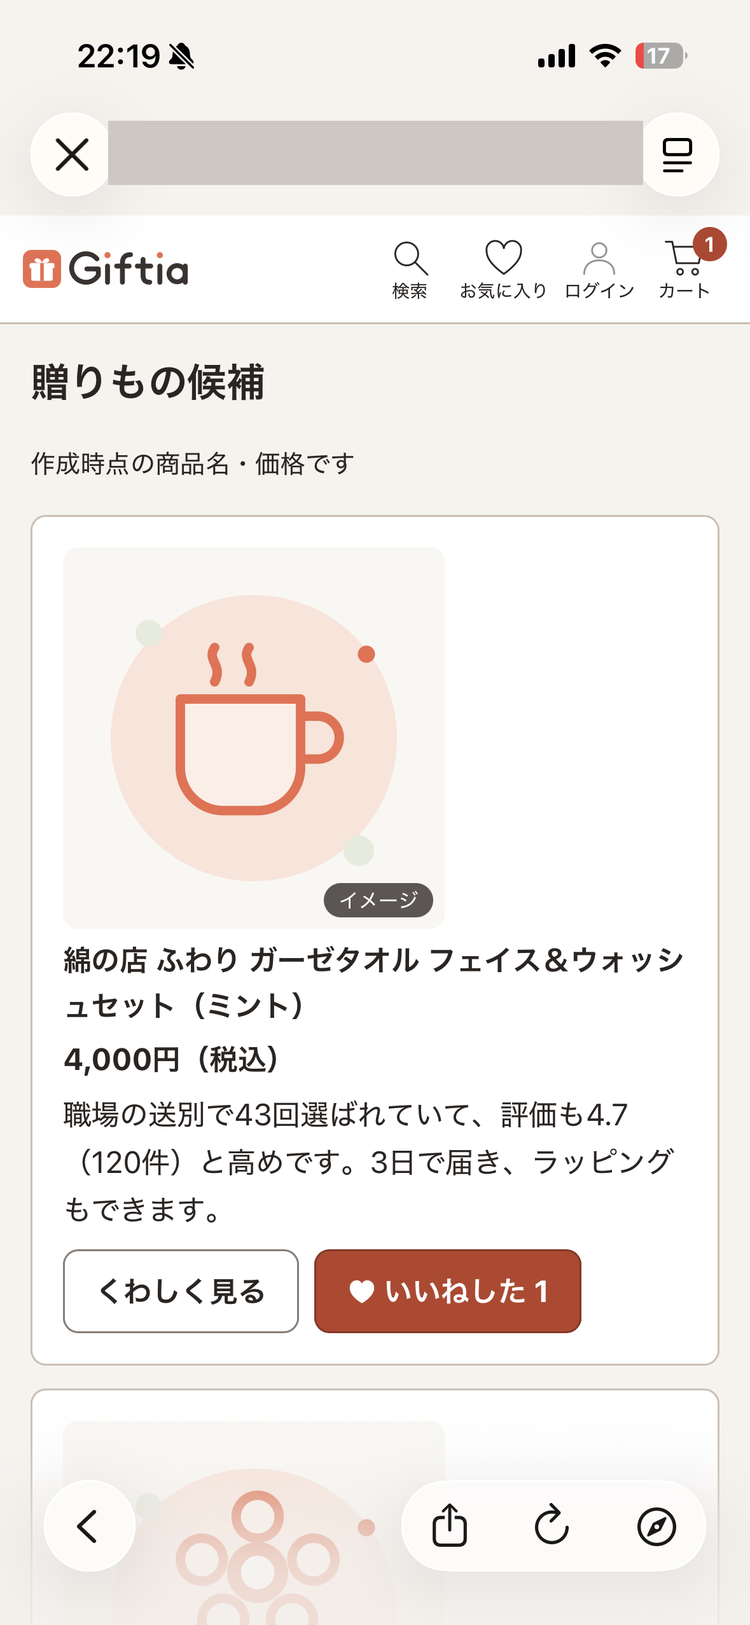 22:19
17
Giftia
検索
お気に入り
ログイン
カート
1
贈りもの候補
作成時点の商品名・価格です
イメージ
綿の店 ふわり ガーゼタオル フェイス＆ウォッシ
ュセット（ミント）
4,000円（税込）
職場の送別で43回選ばれていて、評価も4.7
（120件）と高めです。3日で届き、ラッピング
もできます。
くわしく見る
いいねした 1